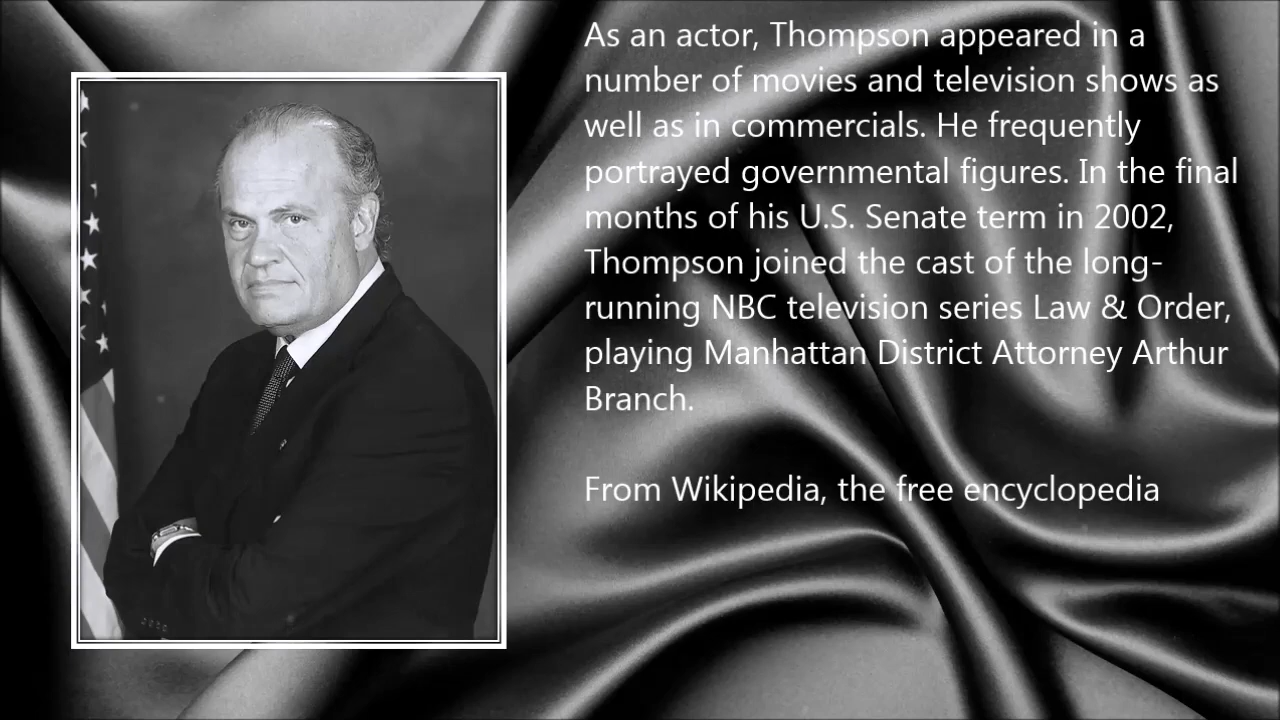 As an actor, Thompson appeared in a
number of movies and television shows as
well as in commercials. He frequently
portrayed governmental figures. In the final
months of his U.S. Senate term in 2002,
Thompson joined the cast of the long-
running NBC television series Law & Order,
playing Manhattan District Attorney Arthur
Branch.
From Wikipedia, the free encyclopedia